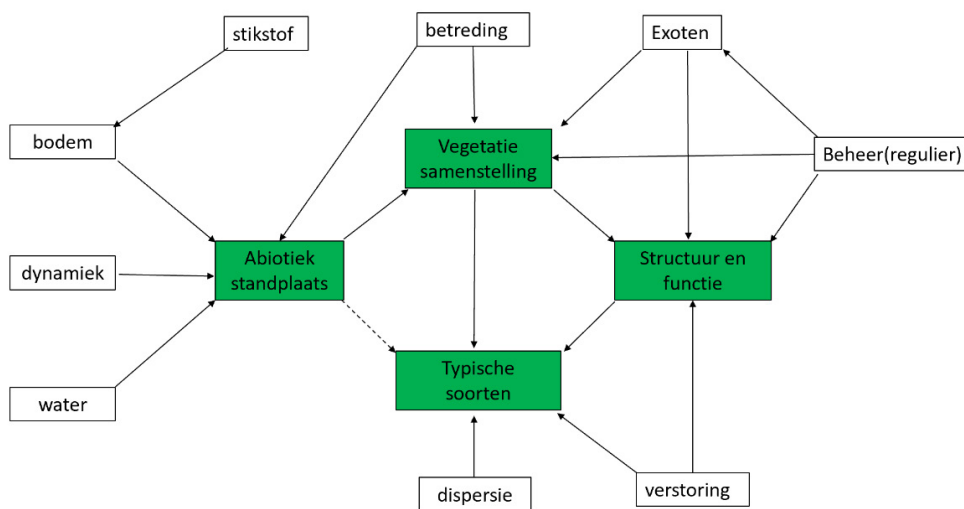 stikstof
betreding
Exoten
bodem
Vegetatie
samenstelling
Beheer(regulier)
dynamiek
Abiotiek
standplaats
Structuur en
functie
Typische
soorten
water
dispersie
verstoring